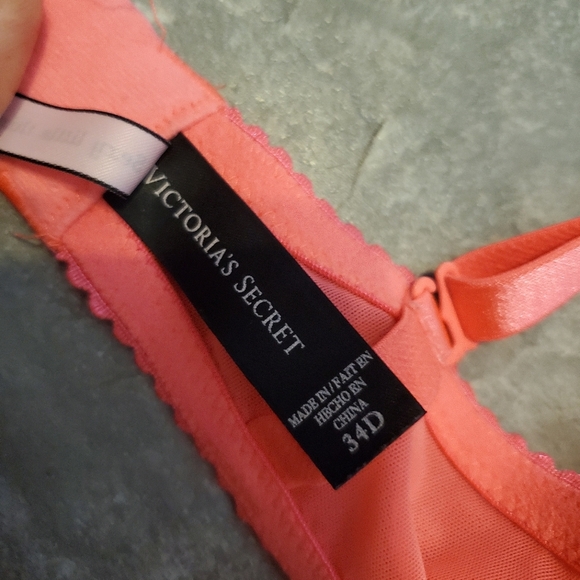 VICTORIA'S SECRET
MADE IN / FAIT EN
HECHO EN
CHINA
34D